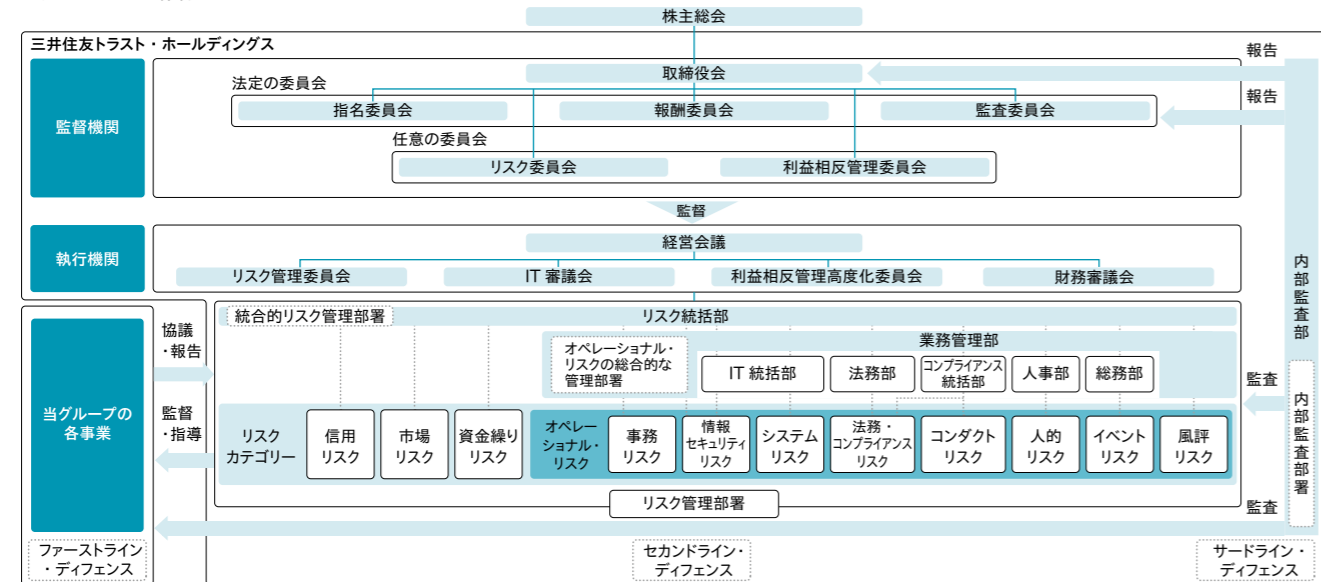 株主総会
三井住友トラスト・ホールディングス
報告
取締役会
法定の委員会
監督機関
指名委員会
報酬委員会
監査委員会
報告
任意の委員会
リスク委員会
利益相反管理委員会
監督
執行機関
経営会議
リスク管理委員会
IT 審議会
利益相反管理高度化委員会
財務審議会
内部監査部
統合的リスク管理部署
リスク統括部
協議
・報告
業務管理部
オペレーショナル・
リスクの総合的な
管理部署
IT 統括部
法務部
コンプライアンス
統括部
人事部
総務部
監査
当グループの
各事業
監督
・指導
リスク
カテゴリー
信用
リスク
市場
リスク
資金繰り
リスク
オペレー
ショナル・
リスク
事務
リスク
情報
セキュリティ
リスク
システム
リスク
法務・
コンプライアンス
リスク
コンダクト
リスク
人的
リスク
イベント
リスク
風評
リスク
内部監査部署
リスク管理部署
監査
ファーストライン
・ディフェンス
セカンドライン・
ディフェンス
サードライン・
ディフェンス